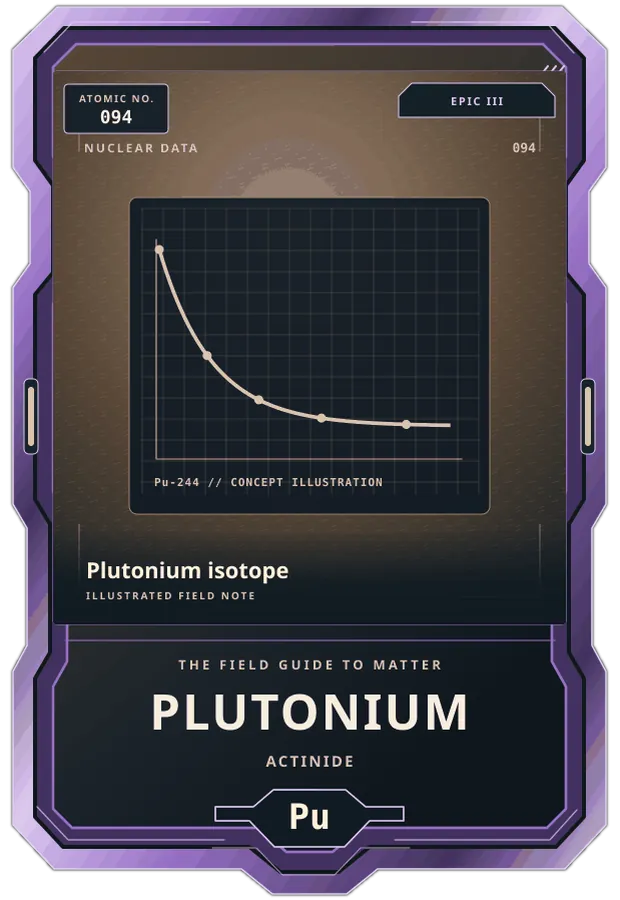 ATOMIC NO.
094
EPIC III
NUCLEAR DATA
094
Pu-244 // CONCEPT ILLUSTRATION
Plutonium isotope
ILLUSTRATED FIELD NOTE
THE FIELD GUIDE TO MATTER
PLUTONIUM
ACTINIDE
Pu